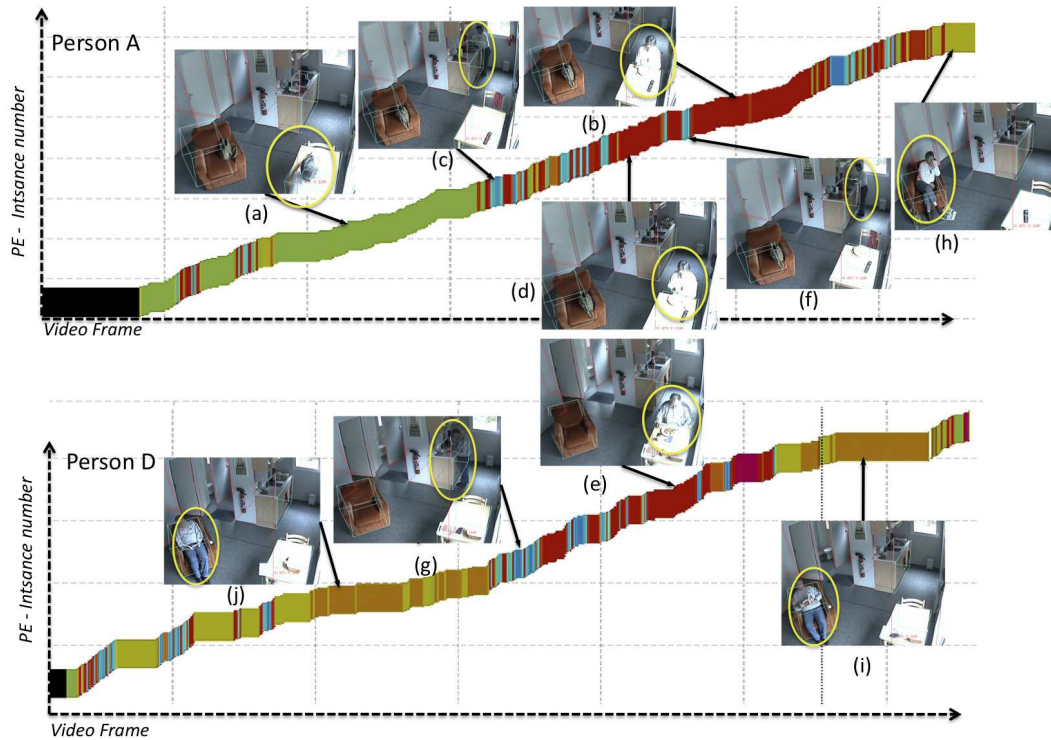 Person A
PE - Intsance number
(a)
(c)
(b)
(d)
(f)
(h)
Video Frame
Person D
PE - Intsance number
(j)
(g)
(e)
(i)
Video Frame